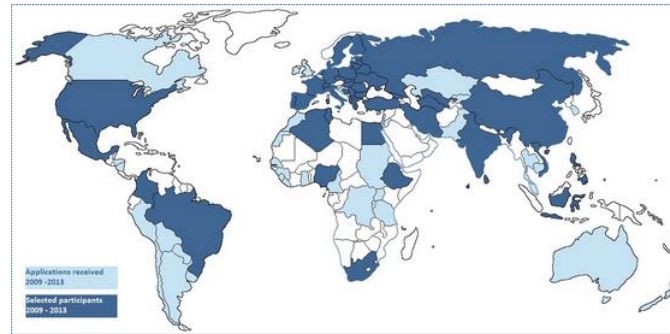 Applications received
2009 -2013
Selected participants
2009 - 2013